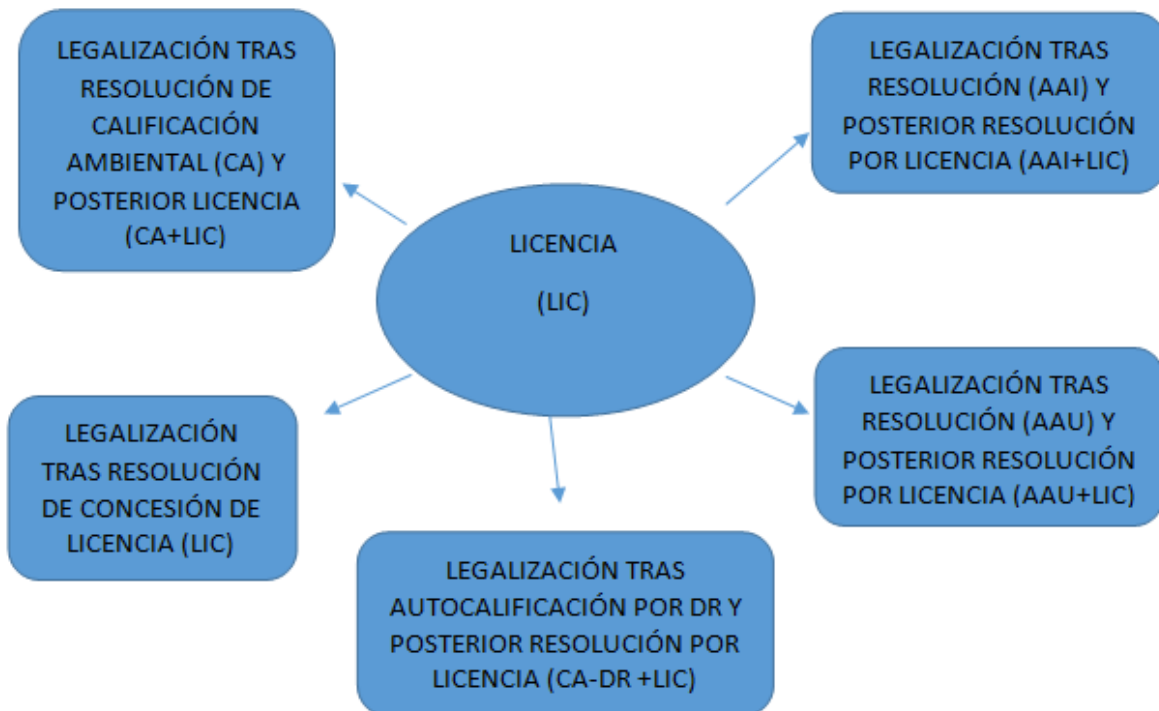 LEGALIZACIÓN TRAS
RESOLUCIÓN DE
CALIFICACIÓN
AMBIENTAL (CA) Y
POSTERIOR LICENCIA
(CA+LIC)
LEGALIZACIÓN TRAS
RESOLUCIÓN (AAI) Y
POSTERIOR RESOLUCIÓN
POR LICENCIA (AAI+LIC)
LICENCIA
(LIC)
LEGALIZACIÓN
TRAS RESOLUCIÓN
DE CONCESIÓN DE
LICENCIA (LIC)
LEGALIZACIÓN TRAS
RESOLUCIÓN (AAU) Y
POSTERIOR RESOLUCIÓN
POR LICENCIA (AAU+LIC)
LEGALIZACIÓN TRAS
AUTOCALIFICACIÓN POR DR Y
POSTERIOR RESOLUCIÓN POR
LICENCIA (CA-DR +LIC)